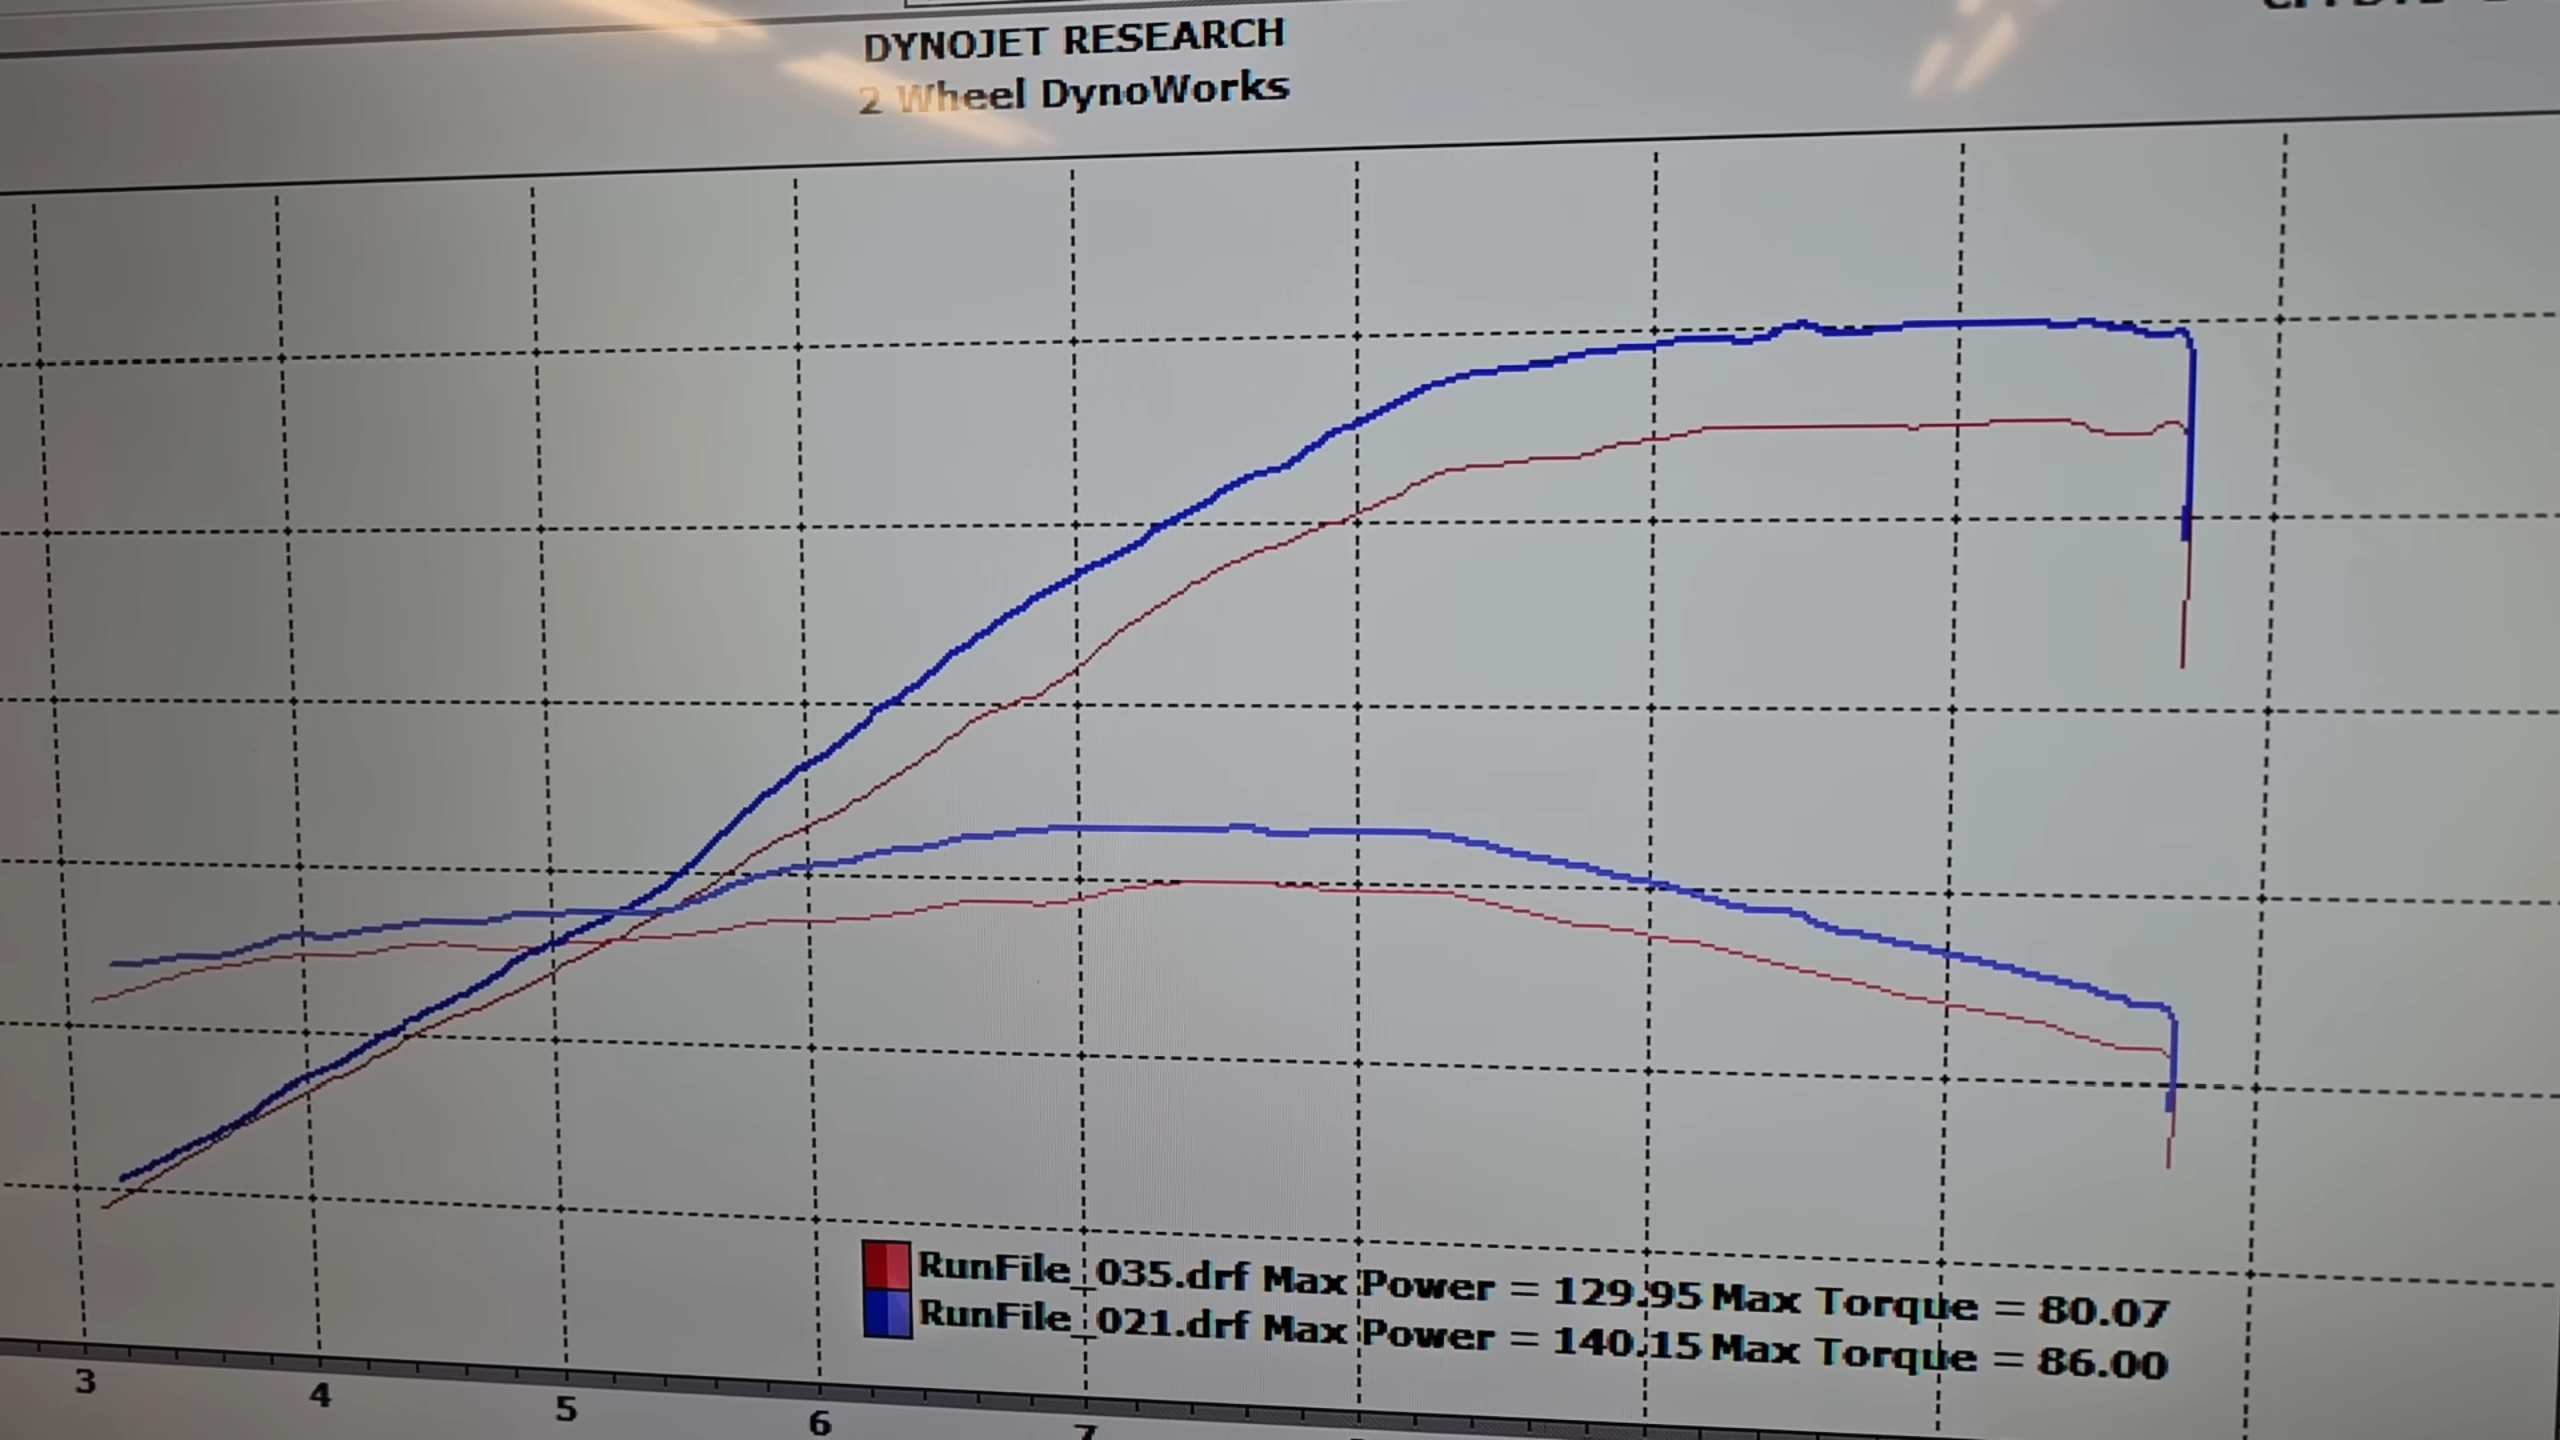 DYNOJET RESEARCH
2 Wheel DynoWorks
RunFile_035.drf Max Power = 129.95 Max Torque = 80.07
RunFile_021.drf Max Power = 140.15 Max Torque = 86.00
3 4 5 6 7